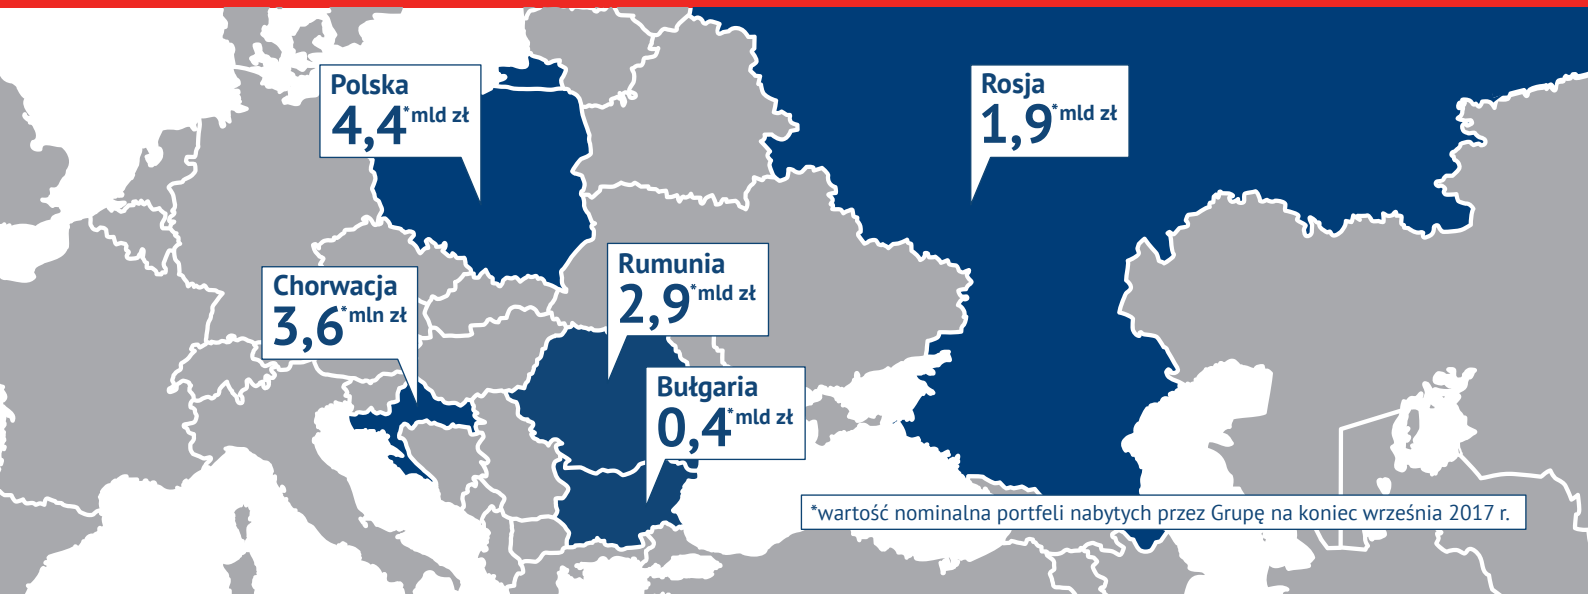 Polska
4,4*mld zł
Rosja
1,9*mld zł
Rumunia
2,9*mld zł
Chorwacja
3,6*mln zł
Bułgaria
0,4*mld zł
*wartość nominalna portfeli nabytych przez Grupę na koniec września 2017 r.